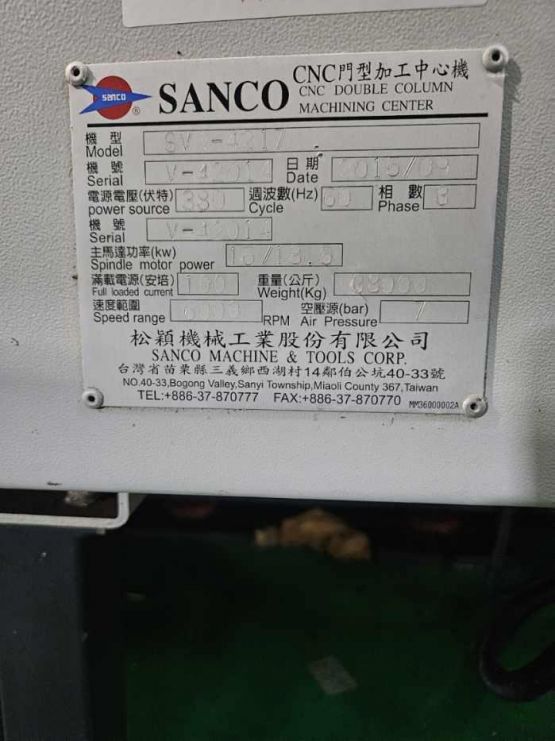 CNC門型加工中心機
sanco ® SANCO CNC DOUBLE COLUMN
MACHINING CENTER
機型
Model SV-4217
機號 日期
Serial Date 2015/09
電源電壓(伏特) 380 週波數(Hz) 60 相數
power source Cycle Phase
機號
Serial
主馬達功率(kw)
Spindle motor power
滿載電源(安培) 重量(公斤)
Full loaded current Weight(Kg)
速度範圍 空壓源(bar) 7
Speed range RPM Air Pressure
松穎機械工業股份有限公司
SANCO MACHINE & TOOLS CORP.
台灣省苗栗縣三義鄉西湖村14鄰伯公坑40-33號
NO.40-33,Bogong Valley,Sanyi Township,Miaoli County 367,Taiwan
TEL:+886-37-870777 FAX:+886-37-870770 MM36000002A